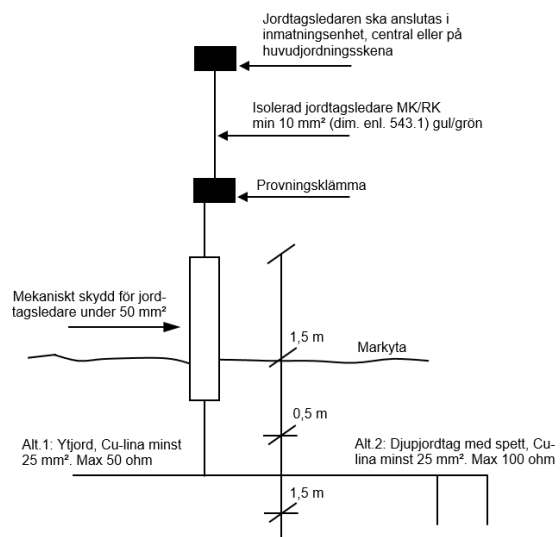 Jordtagsledaren ska anslutas i
inmatningsenhet, central eller på
huvudjordningsskena
Isolerad jordtagsledare MK/RK
min 10 mm² (dim. enl. 543.1) gul/grön
Provningsklämma
Mekaniskt skydd för jord-
tagsledare under 50 mm²
1,5 m
Markyta
0,5 m
Alt.1: Ytjord, Cu-lina minst
25 mm². Max 50 ohm
Alt.2: Djupjordtag med spett, Cu-
lina minst 25 mm². Max 100 ohm
1,5 m